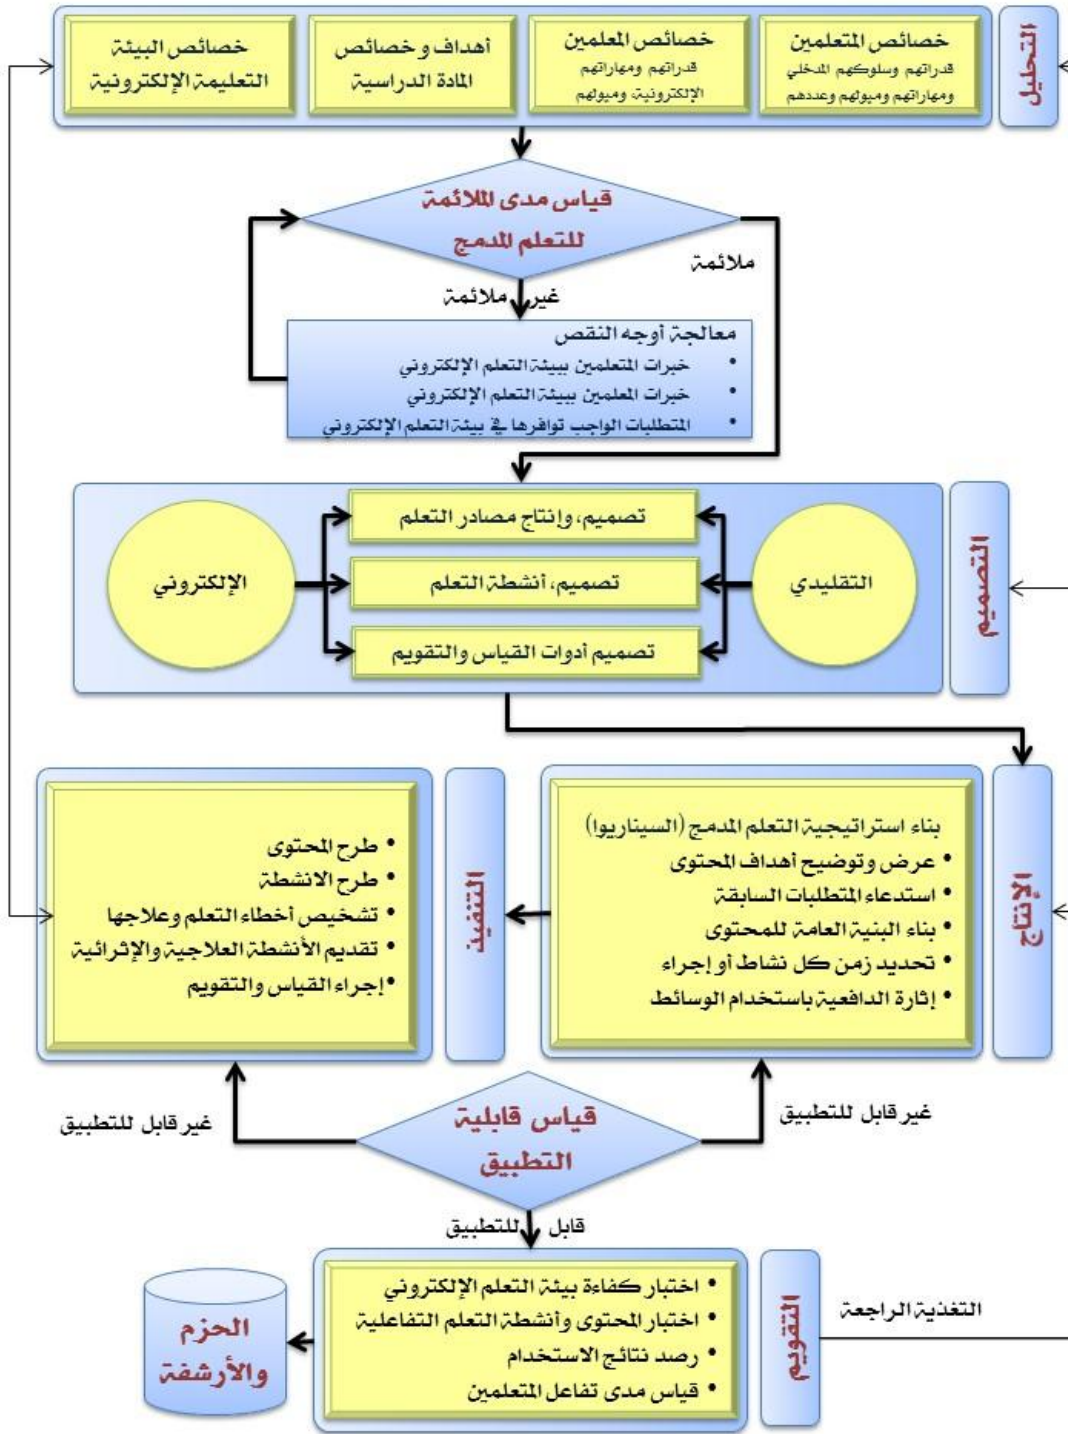 التحليل
خصائص المتعلمين
قدراتهم وسلوكهم المدخلي
ومهاراتهم وميولهم وعددهم
خصائص المعلمين
قدراتهم ومهاراتهم
الإلكترونية، وميولهم
أهداف وخصائص
المادة الدراسية
خصائص البيئة
التعليمة الإلكترونية
قياس مدى الملائمة
للتعلم المدمج
ملائمة
غير ملائمة
معالجة أوجه النقص
• خبرات المتعلمين ببيئة التعلم الإلكتروني
• خبرات المعلمين ببيئة التعلم الإلكتروني
• المتطلبات الواجب توافرها في بيئة التعلم الإلكتروني
التصميم
التقليدي
تصميم، وإنتاج مصادر التعلم
تصميم، أنشطة التعلم
تصميم أدوات القياس والتقويم
الإلكتروني
الإنتاج
بناء استراتيجية التعلم المدمج (السيناريوا)
• عرض وتوضيح أهداف المحتوى
• استدعاء المتطلبات السابقة
• بناء البنية العامة للمحتوى
• تحديد زمن كل نشاط أو إجراء
• إثارة الدافعية باستخدام الوسائط
التنفيذ
• طرح المحتوى
• طرح الانشطة
• تشخيص أخطاء التعلم وعلاجها
• تقديم الأنشطة العلاجية والإثرائية
• إجراء القياس والتقويم
قياس قابلية
التطبيق
غير قابل للتطبيق
غير قابل للتطبيق
قابل للتطبيق
التقويم
التغذية الراجعة
• اختبار كفاءة بيئة التعلم الإلكتروني
• اختبار المحتوى وأنشطة التعلم التفاعلية
• رصد نتائج الاستخدام
• قياس مدى تفاعل المتعلمين
الحزم
والأرشفة